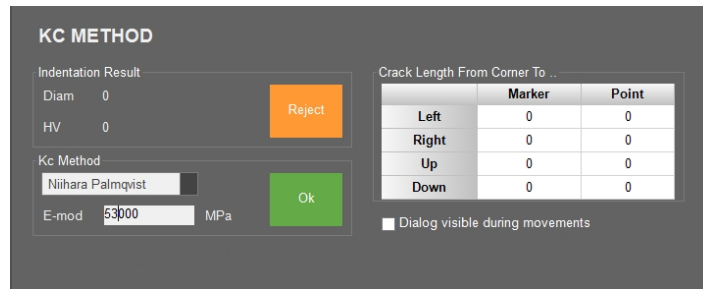 KC METHOD
Indentation Result
Diam 0
HV 0
Reject
Kc Method
Niihara Palmqvist
E-mod 53000 MPa
Ok
Crack Length From Corner To ..
Marker Point
Left 0 0
Right 0 0
Up 0 0
Down 0 0
Dialog visible during movements